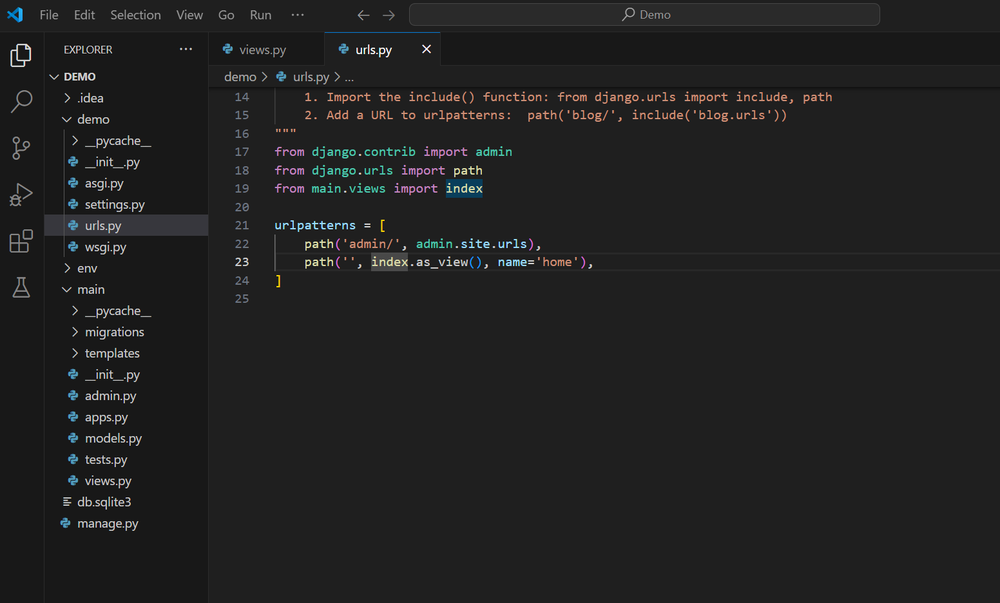 File Edit Selection View Go Run ··· Demo
EXPLORER ···
DEMO
.idea
demo
__pycache__
__init__.py
asgi.py
settings.py
urls.py
wsgi.py
env
main
__pycache__
migrations
templates
__init__.py
admin.py
apps.py
models.py
tests.py
views.py
db.sqlite3
manage.py
views.py urls.py
demo > urls.py > ...
14     1. Import the include() function: from django.urls import include, path
15     2. Add a URL to urlpatterns:  path('blog/', include('blog.urls'))
16 """
17 from django.contrib import admin
18 from django.urls import path
19 from main.views import index
20
21 urlpatterns = [
22     path('admin/', admin.site.urls),
23     path('', index.as_view(), name='home'),
24 ]
25